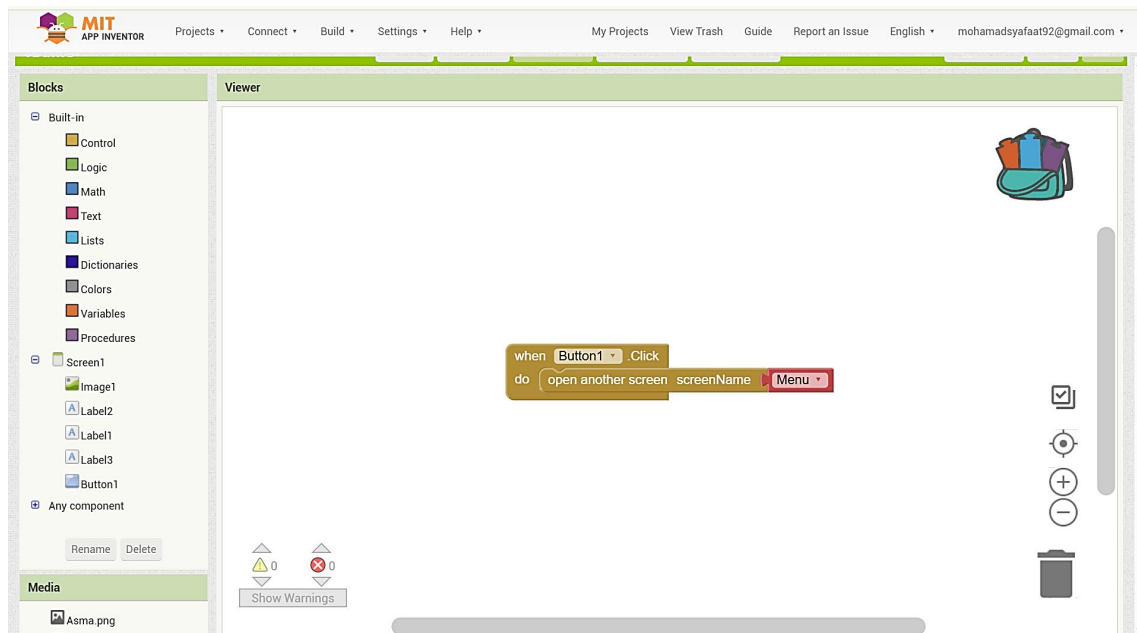 MIT
APP INVENTOR
Projects
Connect
Build
Settings
Help
My Projects
View Trash
Guide
Report an Issue
English
mohamadsyafaat92@gmail.com
Blocks
Viewer
Built-in
Control
Logic
Math
Text
Lists
Dictionaries
Colors
Variables
Procedures
Screen1
Image1
Label2
Label1
Label3
Button1
Any component
Rename Delete
Media
Asma.png
when Button1 .Click
do open another screen screenName Menu
0 0
Show Warnings